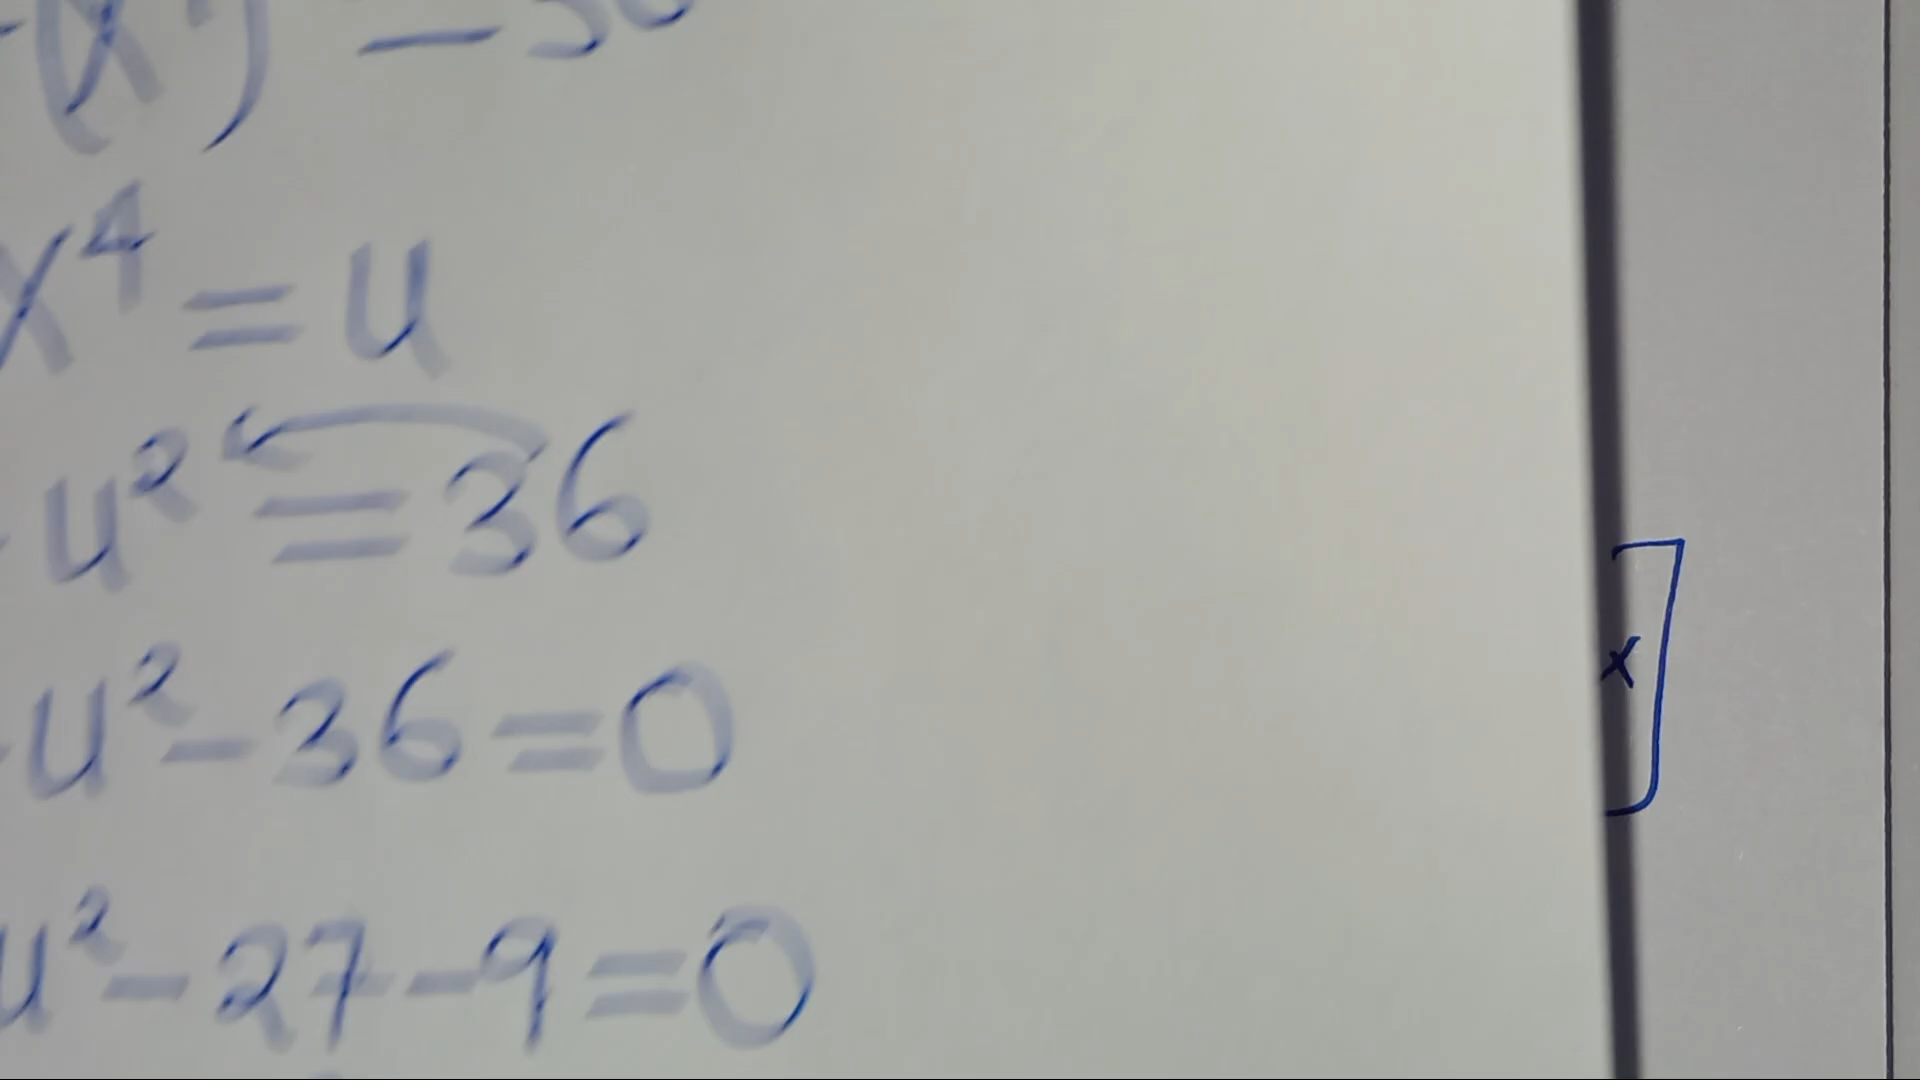 (x
x⁴ = u
u² = 36
x
u² - 36 = 0
u² - 27 - 9 = 0